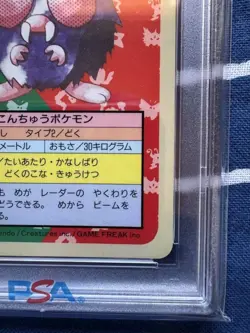 こんちゅうポケモン
し タイプ2/どく
メートル おもさ/30キログラム
/たいあたり・かなしばり
どくのこな・きゅうけつ
も めが レーダーの やくわりを
どうできる。 めから ビームを
る。
ntendo/Creatures inc./GAME FREAK inc.
PSA